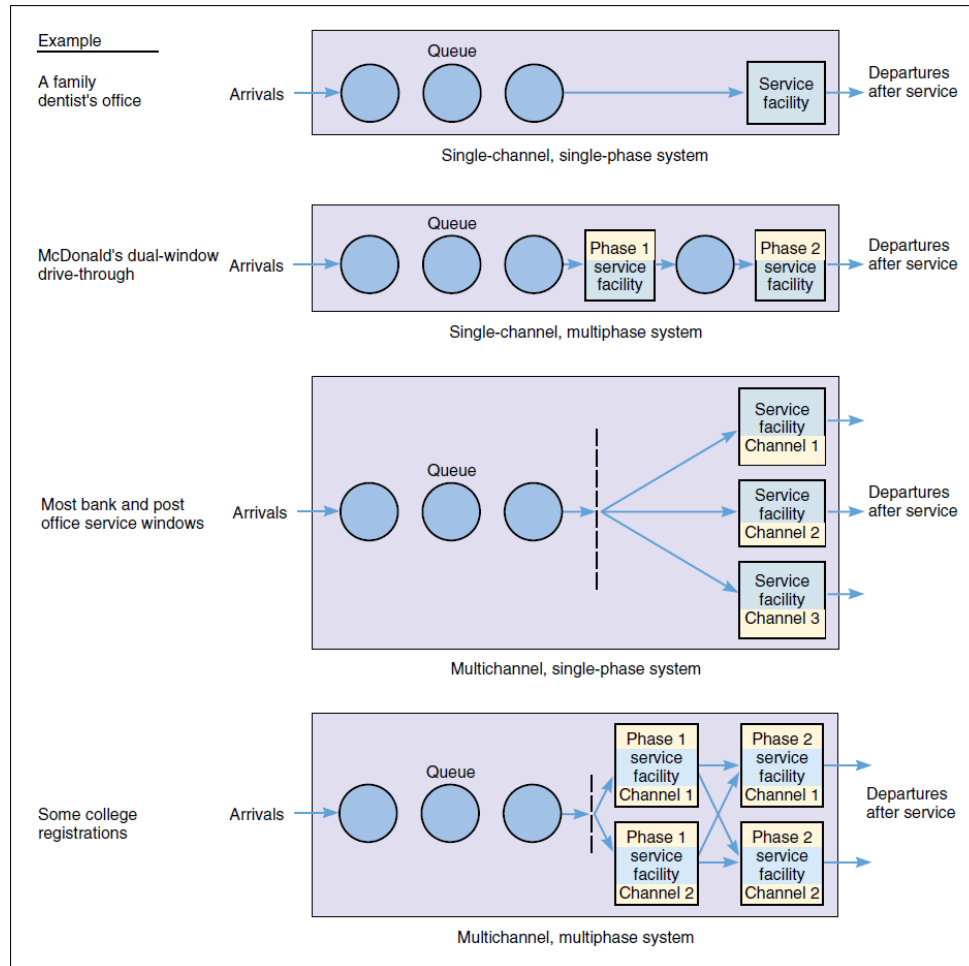 Example
A family
dentist's office
Arrivals
Queue
Service
facility
Departures
after service
Single-channel, single-phase system
McDonald's dual-window
drive-through
Arrivals
Queue
Phase 1
service
facility
Phase 2
service
facility
Departures
after service
Single-channel, multiphase system
Most bank and post
office service windows
Arrivals
Queue
Service
facility
Channel 1
Service
facility
Channel 2
Service
facility
Channel 3
Departures
after service
Multichannel, single-phase system
Some college
registrations
Arrivals
Queue
Phase 1
service
facility
Channel 1
Phase 2
service
facility
Channel 1
Phase 1
service
facility
Channel 2
Phase 2
service
facility
Channel 2
Departures
after service
Multichannel, multiphase system